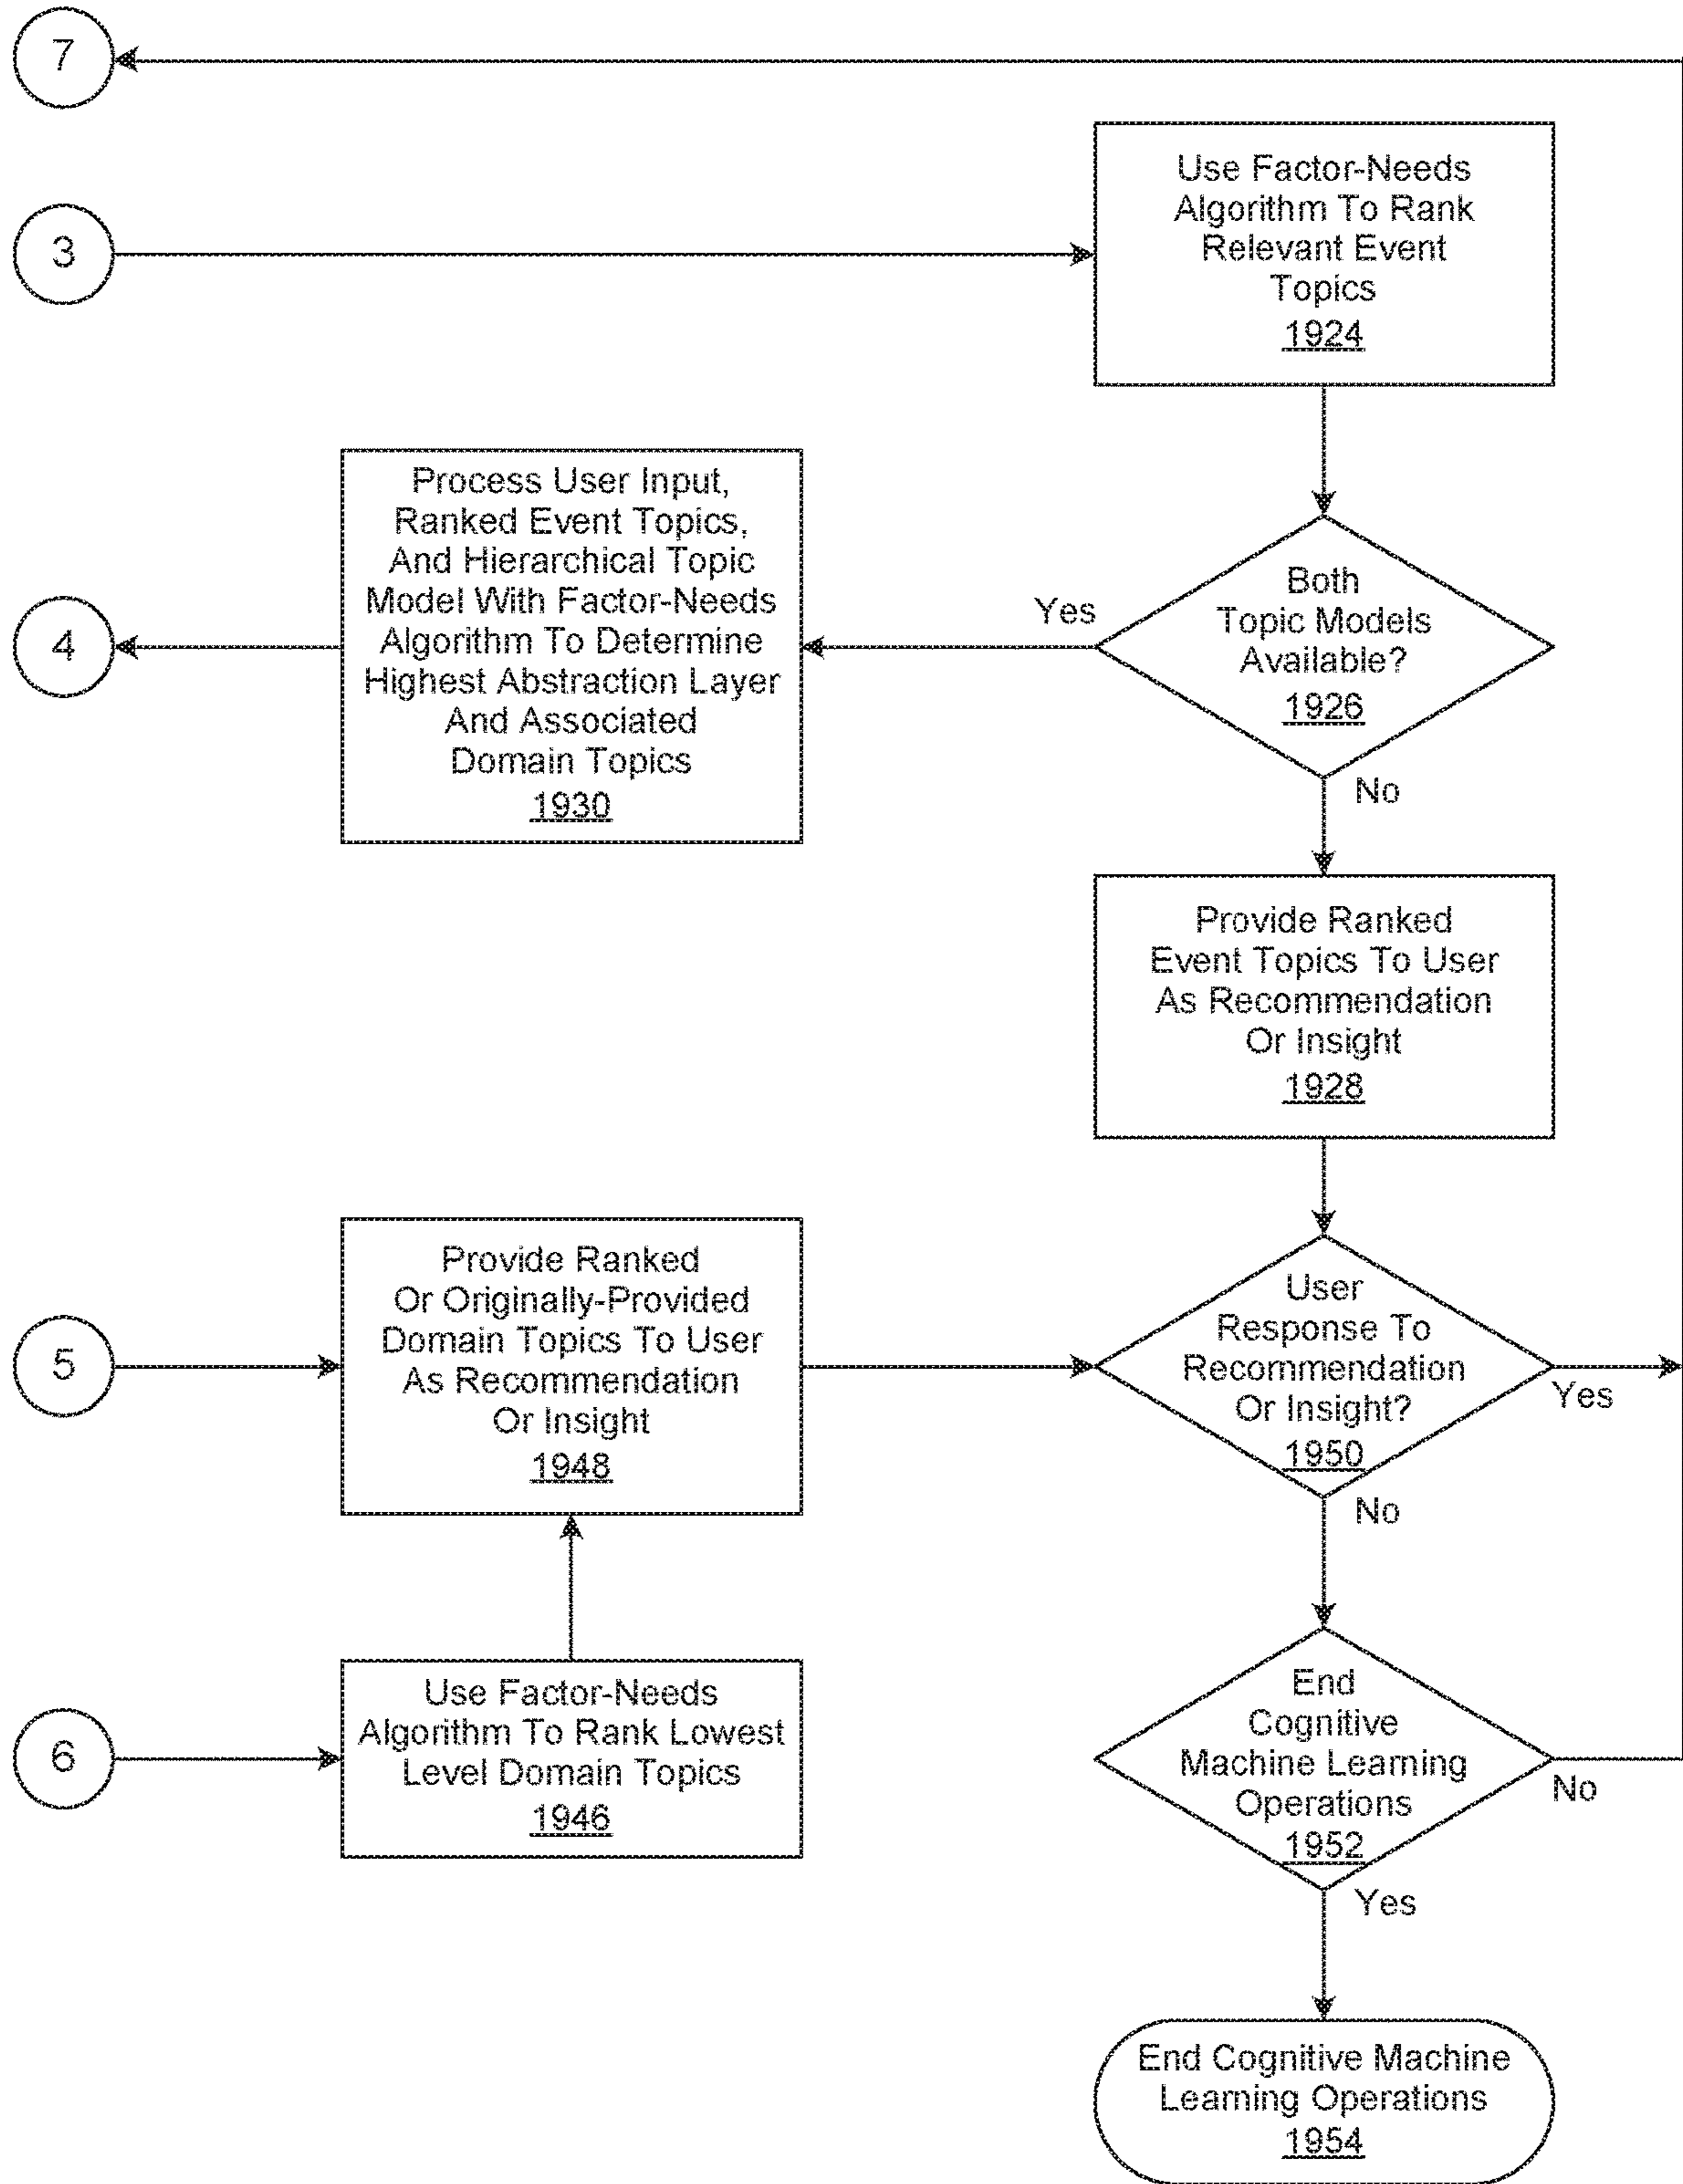 7
3
Use Factor-Needs
Algorithm To Rank
Relevant Event
Topics
1924
Process User Input,
Ranked Event Topics,
And Hierarchical Topic
Model With Factor-Needs
Algorithm To Determine
Highest Abstraction Layer
And Associated
Domain Topics
1930
4
Yes
Both
Topic Models
Available?
1926
No
Provide Ranked
Event Topics To User
As Recommendation
Or Insight
1928
5
Provide Ranked
Or Originally-Provided
Domain Topics To User
As Recommendation
Or Insight
1948
User
Response To
Recommendation
Or Insight?
1950
Yes
No
6
Use Factor-Needs
Algorithm To Rank Lowest
Level Domain Topics
1946
End
Cognitive
Machine Learning
Operations
1952
No
Yes
End Cognitive Machine
Learning Operations
1954